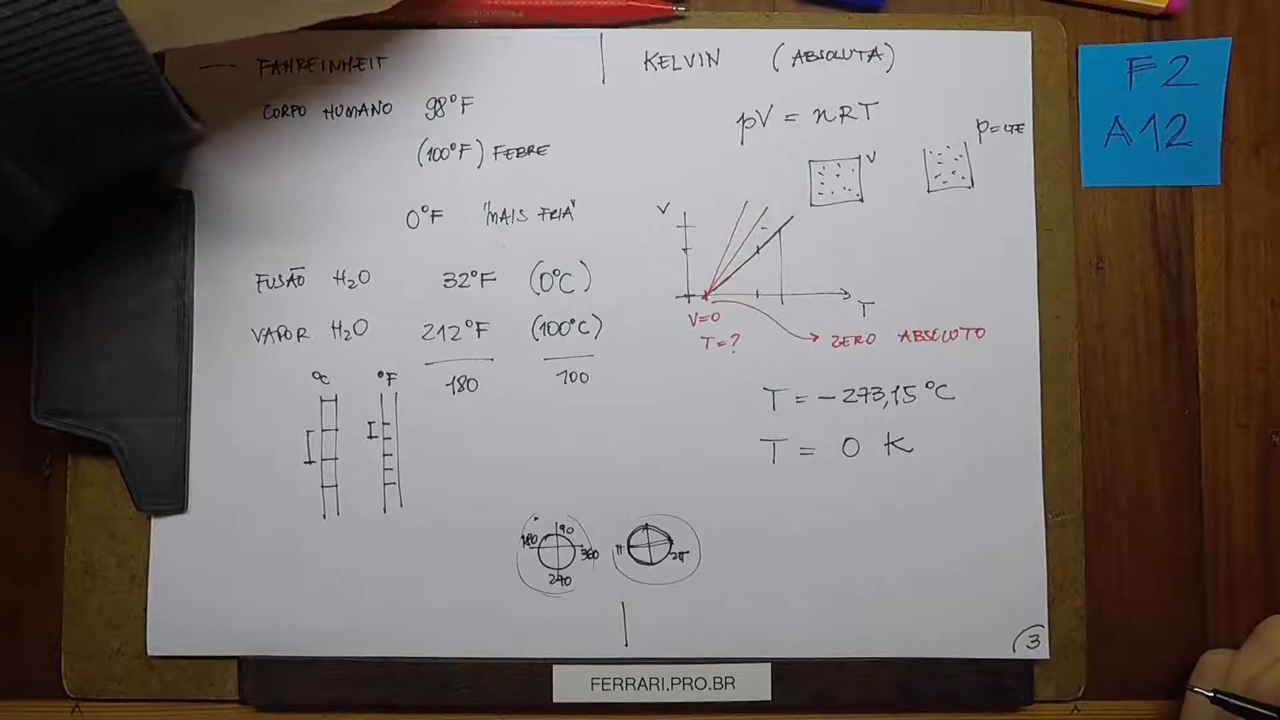 FAHREINHEIT
CORPO HUMANO 98°F
(100°F) FEBRE
0°F "MAIS FRIA"
FUSÃO H₂O 32°F (0°C)
VAPOR H₂O 212°F (100°C)
180 100
°C °F
90
180 360
270
π 2π
KELVIN (ABSOLUTA)
pV = nRT
V
p=CTE
V
T
V=0
T=?
ZERO ABSOLUTO
T = -273,15 °C
T = 0 K
3
F2
A12
FERRARI.PRO.BR